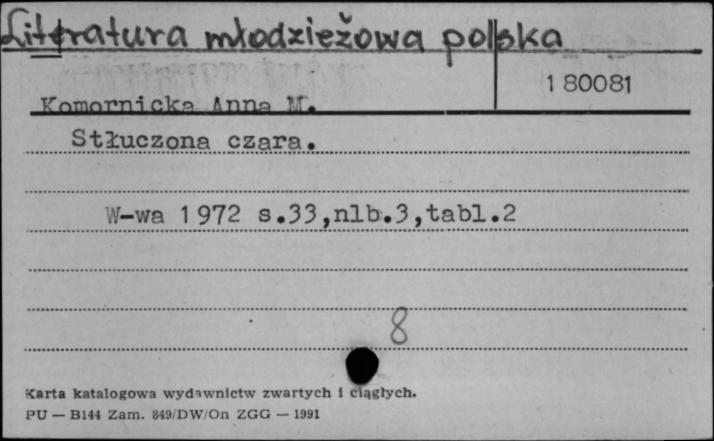 Literatura młodzieżowa polska
1 80081
Komornicka Anna M.
Stłuczona czara.
W-wa 1972 s.33,nlb.3,tabl.2
8
Karta katalogowa wydawnictw zwartych i ciągłych.
PU — B144 Zam. 849/DW/On ZGG — 1991